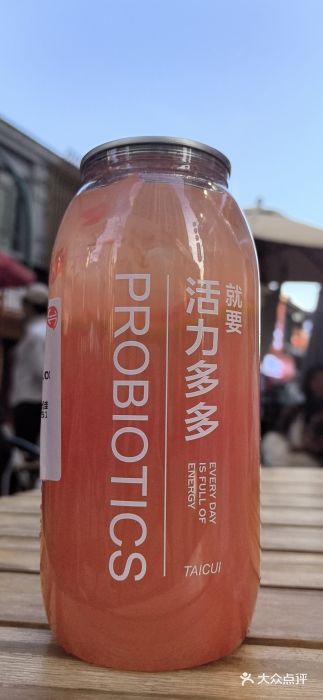 就要
活力多多
PROBIOTICS
EVERY DAY
IS FULL OF
ENERGY
TAICUI
大众点评